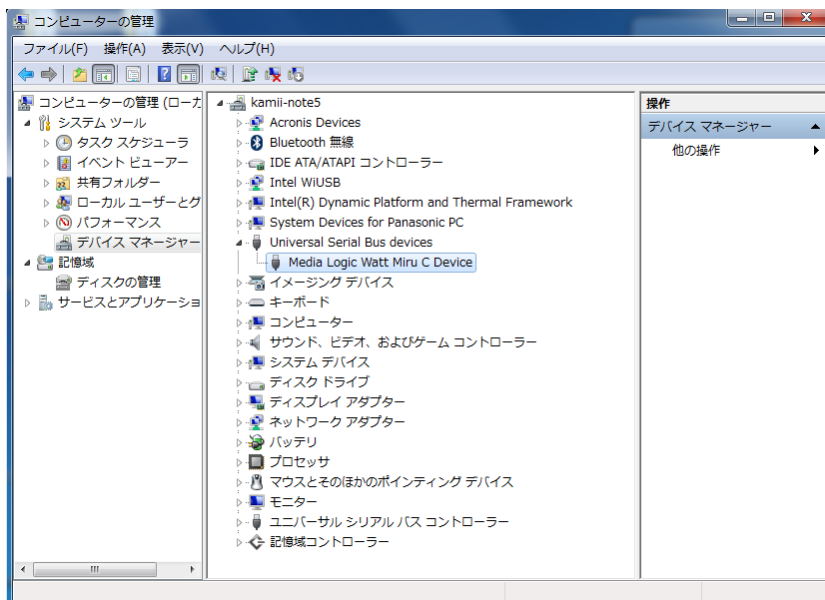 コンピューターの管理
ファイル(F) 操作(A) 表示(V) ヘルプ(H)
コンピューターの管理 (ローカ
システム ツール
タスク スケジューラ
イベント ビューアー
共有フォルダー
ローカル ユーザーとグ
パフォーマンス
デバイス マネージャー
記憶域
ディスクの管理
サービスとアプリケーショ
kamii-note5
Acronis Devices
Bluetooth 無線
IDE ATA/ATAPI コントローラー
Intel WiUSB
Intel(R) Dynamic Platform and Thermal Framework
System Devices for Panasonic PC
Universal Serial Bus devices
Media Logic Watt Miru C Device
イメージング デバイス
キーボード
コンピューター
サウンド、ビデオ、およびゲーム コントローラー
システム デバイス
ディスク ドライブ
ディスプレイ アダプター
ネットワーク アダプター
バッテリ
プロセッサ
マウスとそのほかのポインティング デバイス
モニター
ユニバーサル シリアル バス コントローラー
記憶域コントローラー
操作
デバイス マネージャー
他の操作